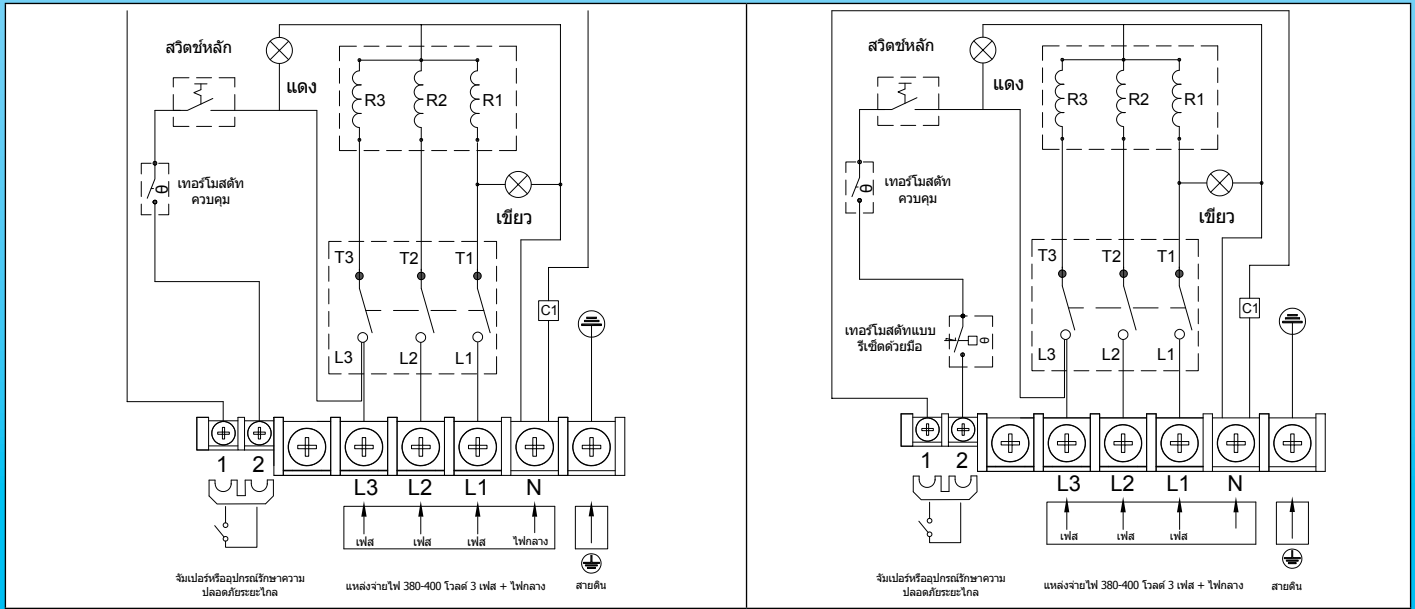 สวิตช์หลัก
แดง
R3 R2 R1
เทอร์โมสตัท
ควบคุม
θ
เขียว
T3 T2 T1
C1
L3 L2 L1
1 2
L3 L2 L1 N
เฟส เฟส เฟส ไฟกลาง
จัมเปอร์หรืออุปกรณ์รักษาความ
ปลอดภัยระยะไกล
แหล่งจ่ายไฟ 380-400 โวลต์ 3 เฟส + ไฟกลาง
สายดิน
สวิตช์หลัก
แดง
R3 R2 R1
เทอร์โมสตัท
ควบคุม
θ
เขียว
T3 T2 T1
C1
เทอร์โมสตัทแบบ
รีเซ็ตด้วยมือ
θ
L3 L2 L1
1 2
L3 L2 L1 N
เฟส เฟส เฟส
จัมเปอร์หรืออุปกรณ์รักษาความ
ปลอดภัยระยะไกล
แหล่งจ่ายไฟ 380-400 โวลต์ 3 เฟส + ไฟกลาง
สายดิน